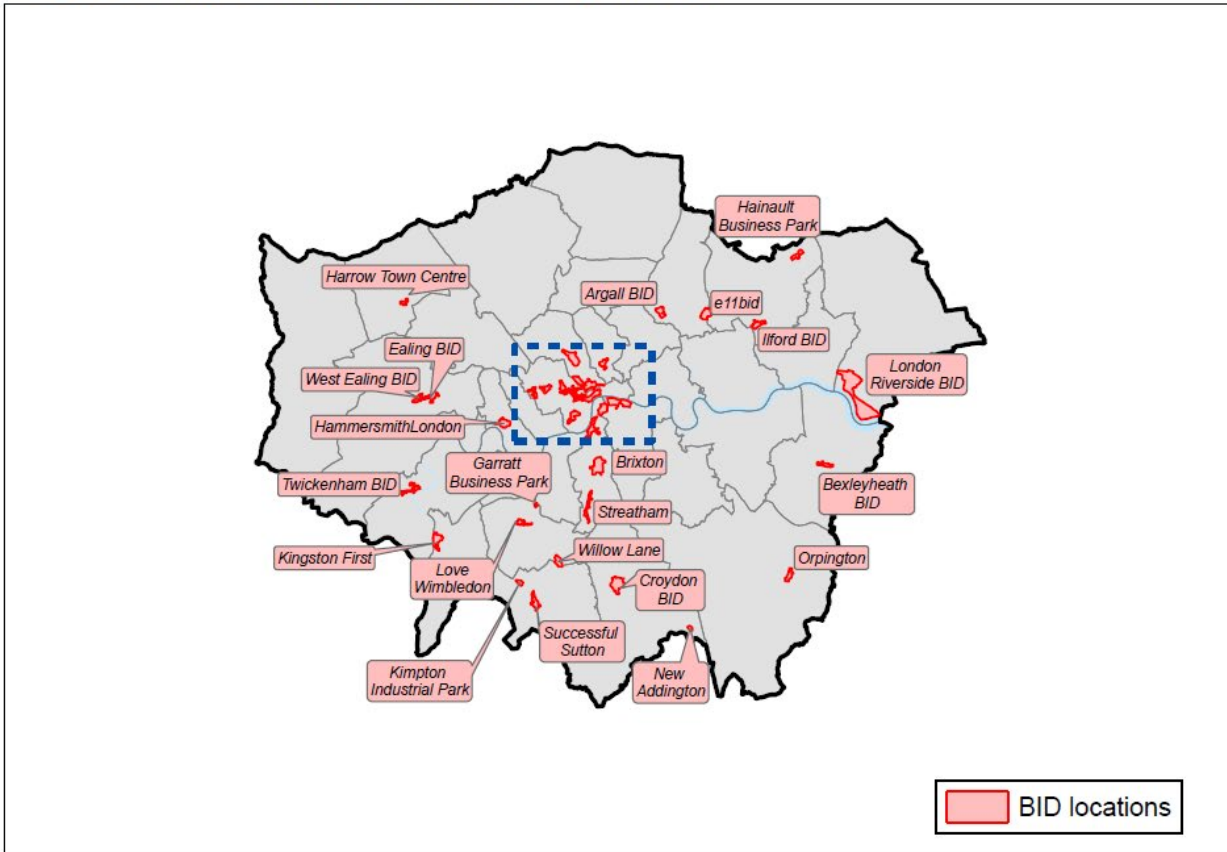 Hainault
Business Park
Harrow Town Centre
Argall BID
e11bid
Ilford BID
Ealing BID
West Ealing BID
London
Riverside BID
HammersmithLondon
Garratt
Business Park
Brixton
Bexleyheath
BID
Twickenham BID
Streatham
Kingston First
Love
Wimbledon
Willow Lane
Croydon
BID
Orpington
Successful
Sutton
Kimpton
Industrial Park
New
Addington
BID locations